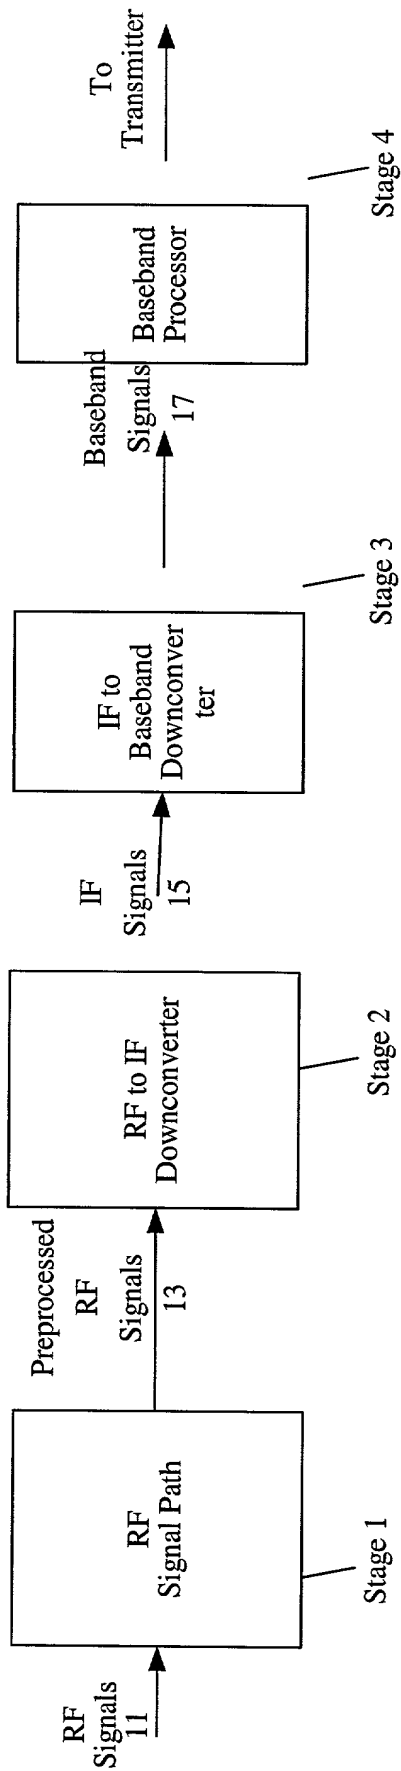 RF
Signals
11
RF
Signal Path
Stage 1
Preprocessed
RF
Signals
13
RF to IF
Downconverter
Stage 2
IF
Signals
15
IF to
Baseband
Downconver
ter
Stage 3
Baseband
Signals
17
Baseband
Processor
Stage 4
To
Transmitter